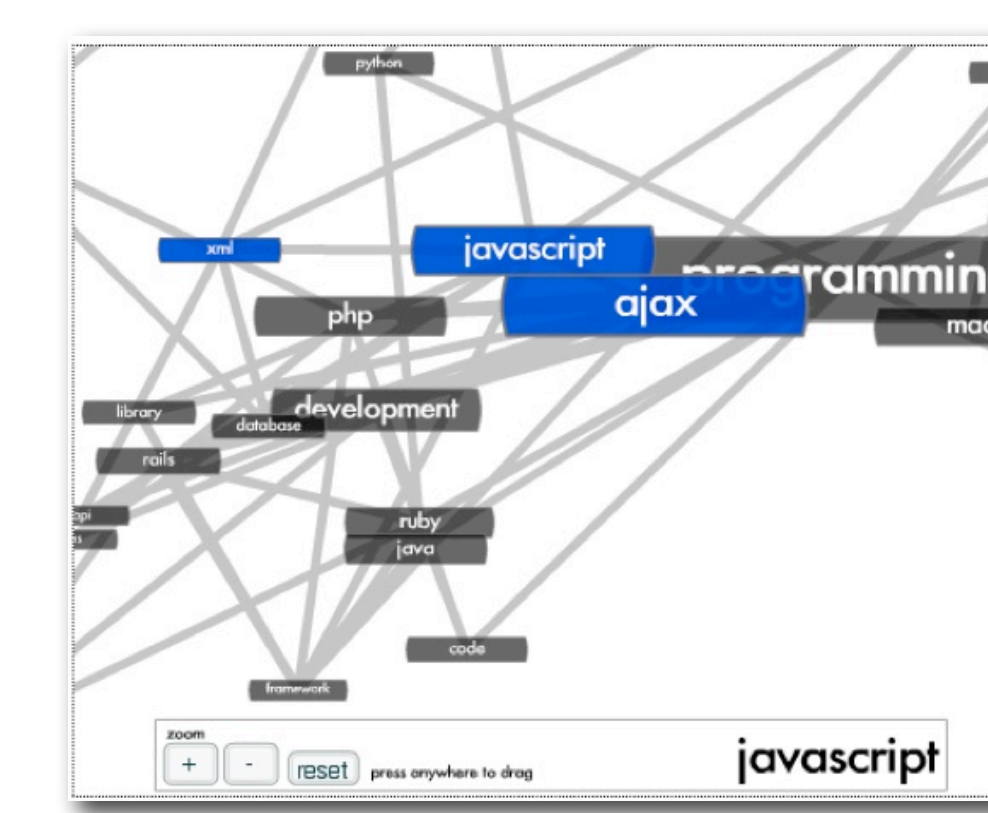 python
xml
javascript
programmin
ajax
php
mac
development
library
database
rails
api
ruby
java
code
framework
zoom
+
-
reset
press anywhere to drag
javascript